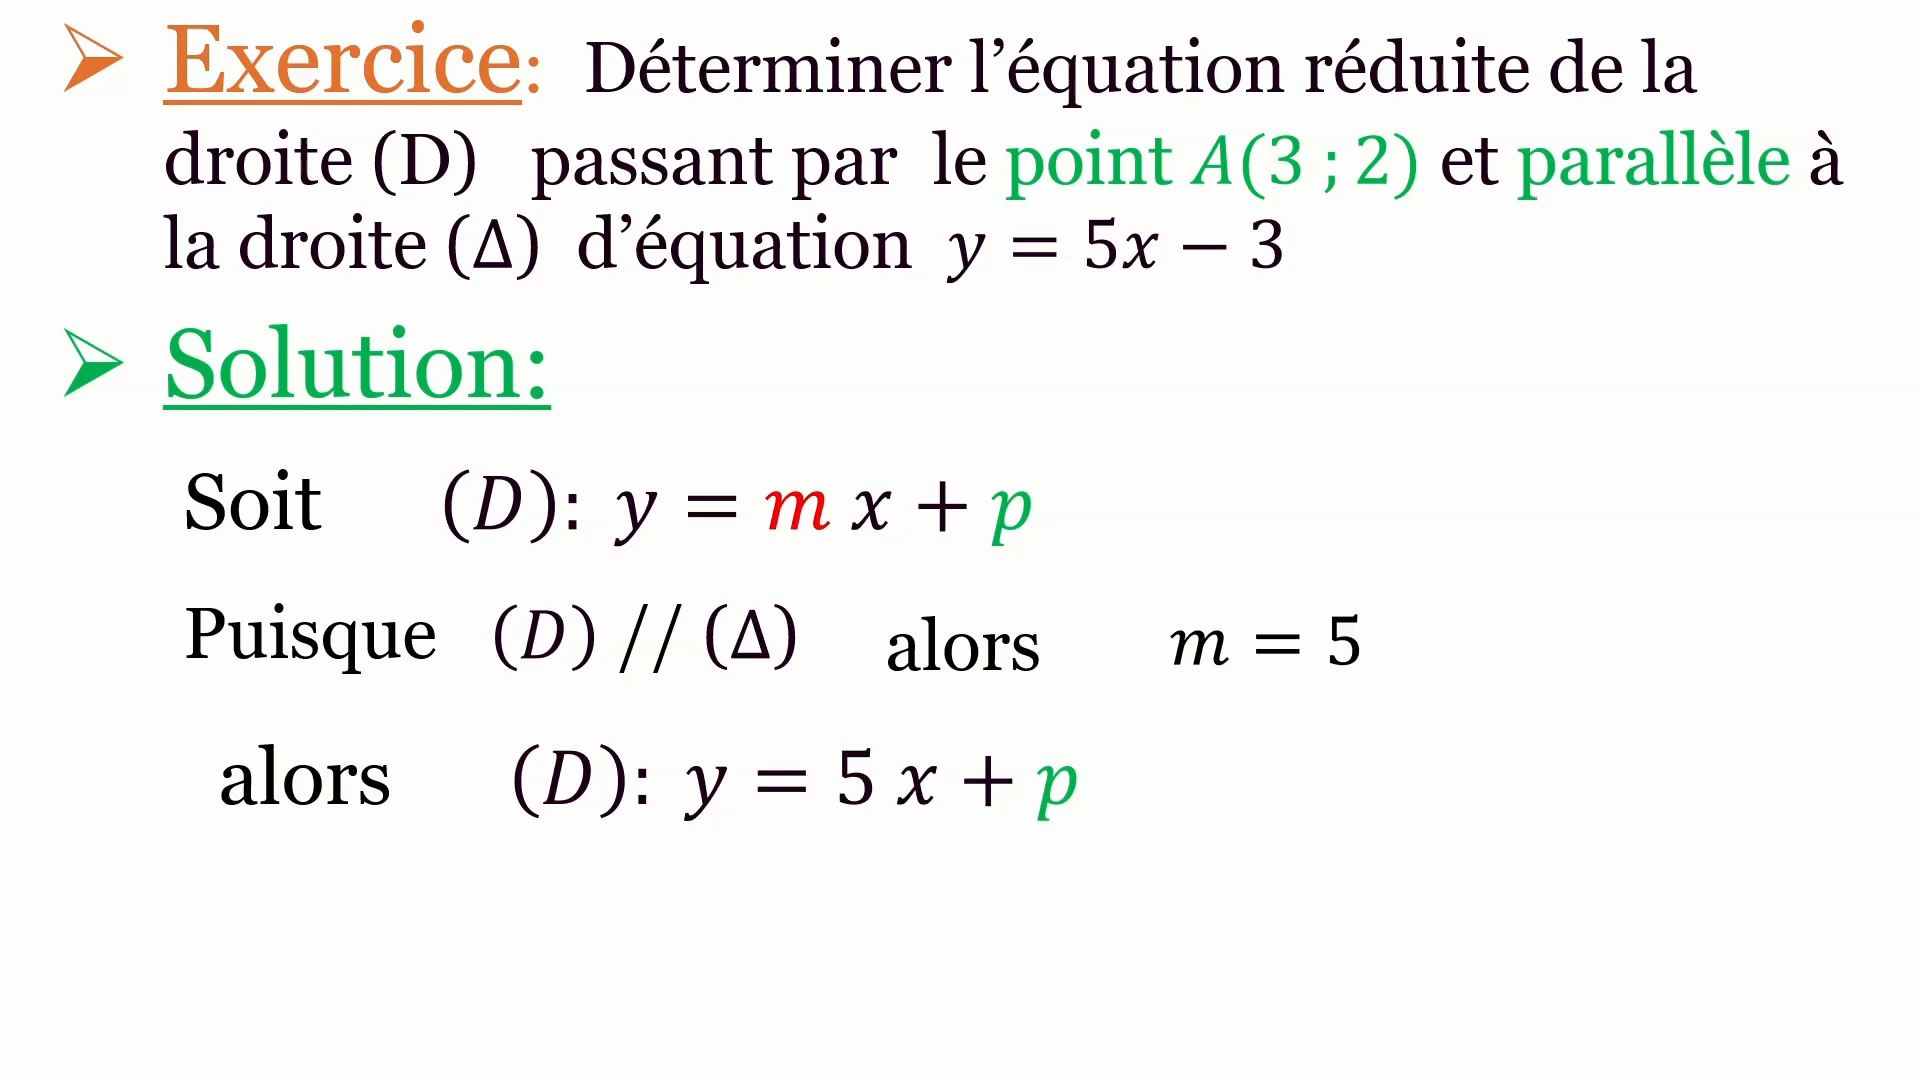 ➢ Exercice: Déterminer l’équation réduite de la
droite (D) passant par le point A(3 ; 2) et parallèle à
la droite (Δ) d’équation y = 5x − 3
➢ Solution:
Soit (D): y = m x + p
Puisque (D) // (Δ) alors m = 5
alors (D): y = 5 x + p